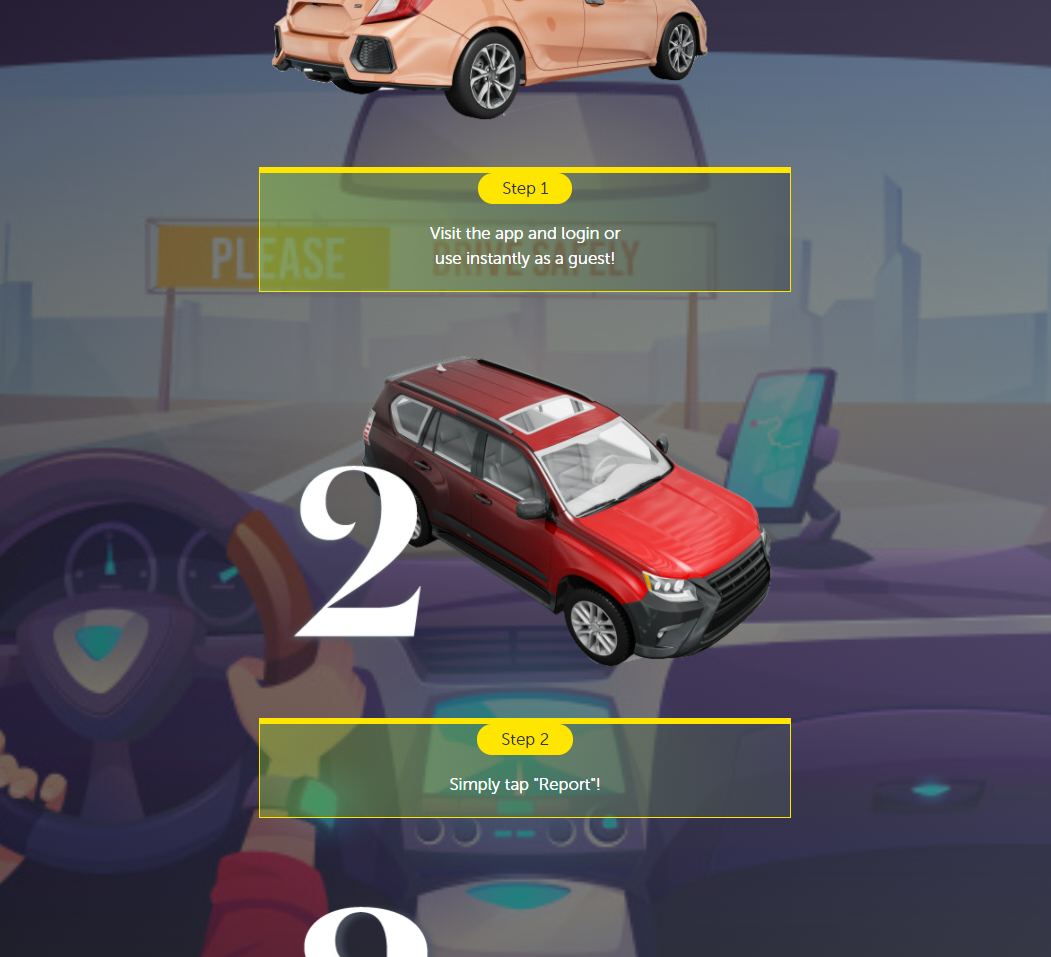 Step 1
Visit the app and login or
use instantly as a guest!
PLEASE DRIVE SAFELY
2
Step 2
Simply tap "Report"!